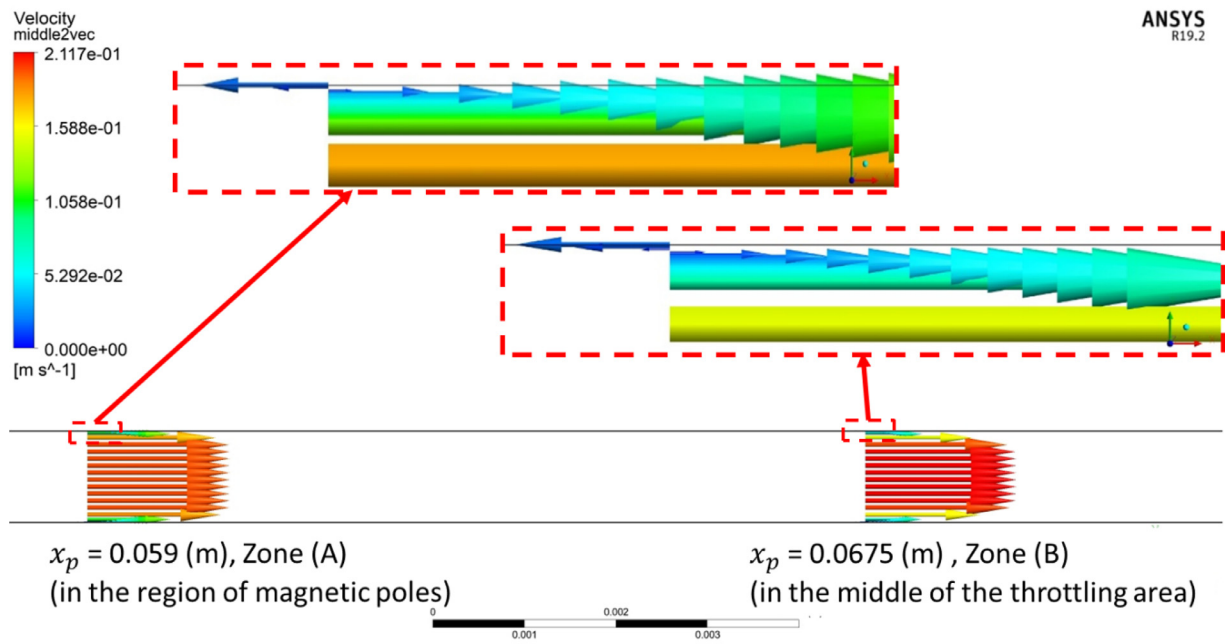 Velocity
middle2vec
2.117e-01
1.588e-01
1.058e-01
5.292e-02
0.000e+00
[m s^-1]
ANSYS
R19.2
x_p = 0.059 (m), Zone (A)
(in the region of magnetic poles)
x_p = 0.0675 (m) , Zone (B)
(in the middle of the throttling area)
0 0.002
0.001 0.003